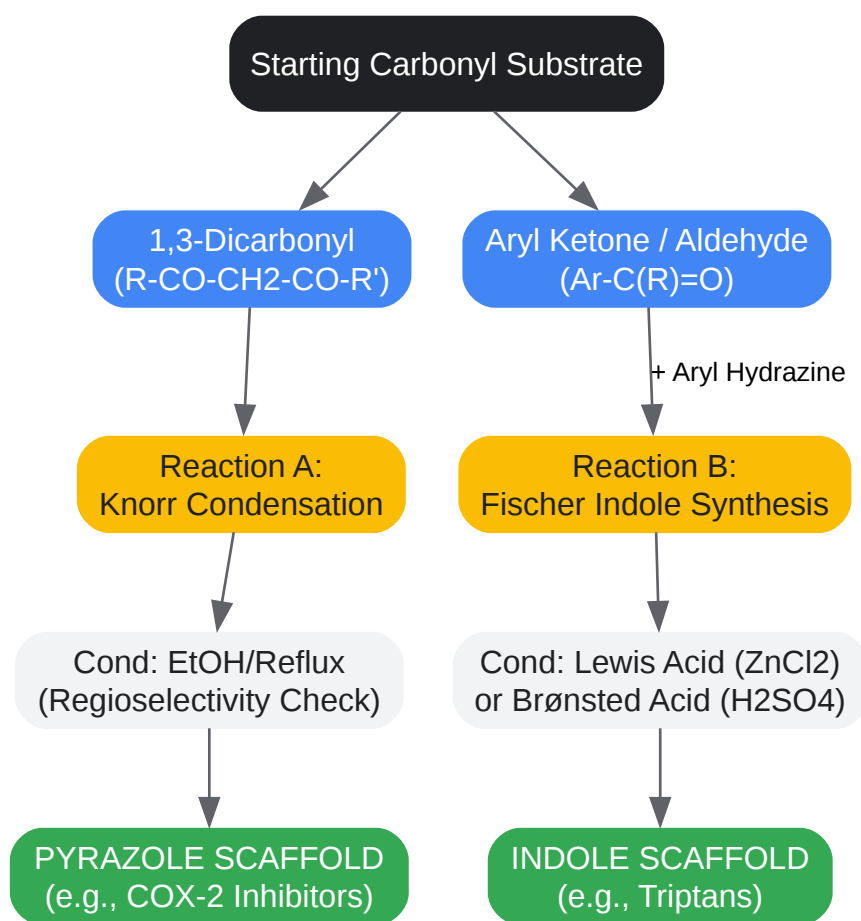 Starting Carbonyl Substrate
1,3-Dicarbonyl
(R-CO-CH2-CO-R')
Aryl Ketone / Aldehyde
(Ar-C(R)=O)
+ Aryl Hydrazine
Reaction A:
Knorr Condensation
Reaction B:
Fischer Indole Synthesis
Cond: EtOH/Reflux
(Regioselectivity Check)
Cond: Lewis Acid (ZnCl2)
or Brønsted Acid (H2SO4)
PYRAZOLE SCAFFOLD
(e.g., COX-2 Inhibitors)
INDOLE SCAFFOLD
(e.g., Triptans)